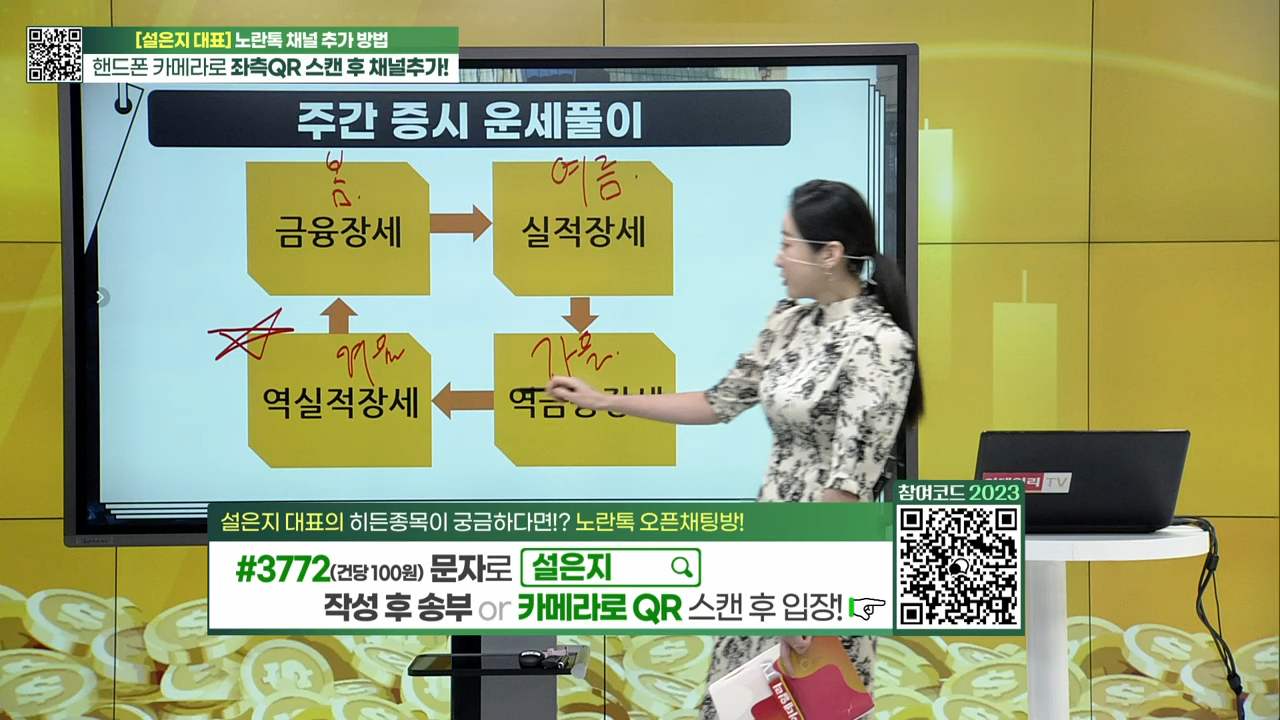 [설은지 대표] 노란톡 채널 추가 방법
핸드폰 카메라로 좌측QR 스캔 후 채널추가!
주간 증시 운세풀이
봄.
금융장세
여름.
실적장세
역실적장세
가을.
참여코드 2023
설은지 대표의 히든종목이 궁금하다면!? 노란톡 오픈채팅방!
#3772(건당 100원) 문자로 설은지
작성 후 송부 or 카메라로 QR 스캔 후 입장!
TV